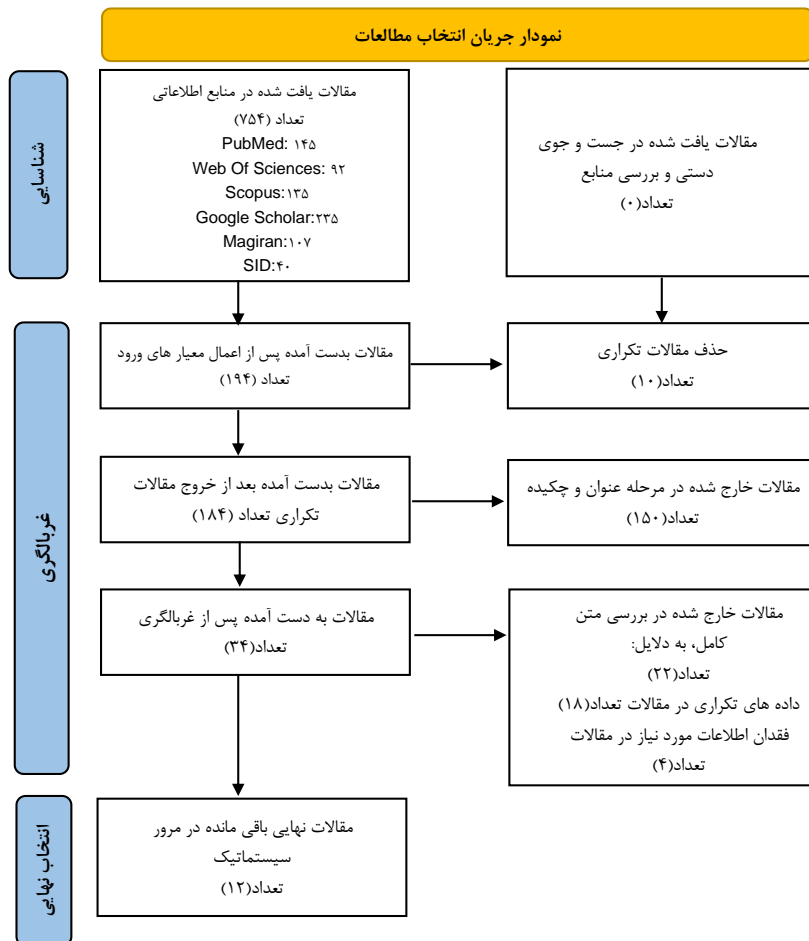 نمودار جریان انتخاب مطالعات
شناسایی
مقالات یافت شده در منابع اطلاعاتی
تعداد (۷۵۴)
PubMed: ۱۴۵
Web Of Sciences: ۹۲
Scopus:۱۳۵
Google Scholar:۲۳۵
Magiran:۱۰۷
SID:۴۰
مقالات یافت شده در جست و جوی
دستی و بررسی منابع
تعداد(۰)
غربالگری
مقالات بدست آمده پس از اعمال معیار های ورود
تعداد (۱۹۴)
حذف مقالات تکراری
تعداد(۱۰)
مقالات بدست آمده بعد از خروج مقالات
تکراری تعداد (۱۸۴)
مقالات خارج شده در مرحله عنوان و چکیده
تعداد(۱۵۰)
مقالات به دست آمده پس از غربالگری
تعداد(۳۴)
مقالات خارج شده در بررسی متن
کامل، به دلایل:
تعداد(۲۲)
داده های تکراری در مقالات تعداد(۱۸)
فقدان اطلاعات مورد نیاز در مقالات
تعداد(۴)
انتخاب نهایی
مقالات نهایی باقی مانده در مرور
سیستماتیک
تعداد(۱۲)